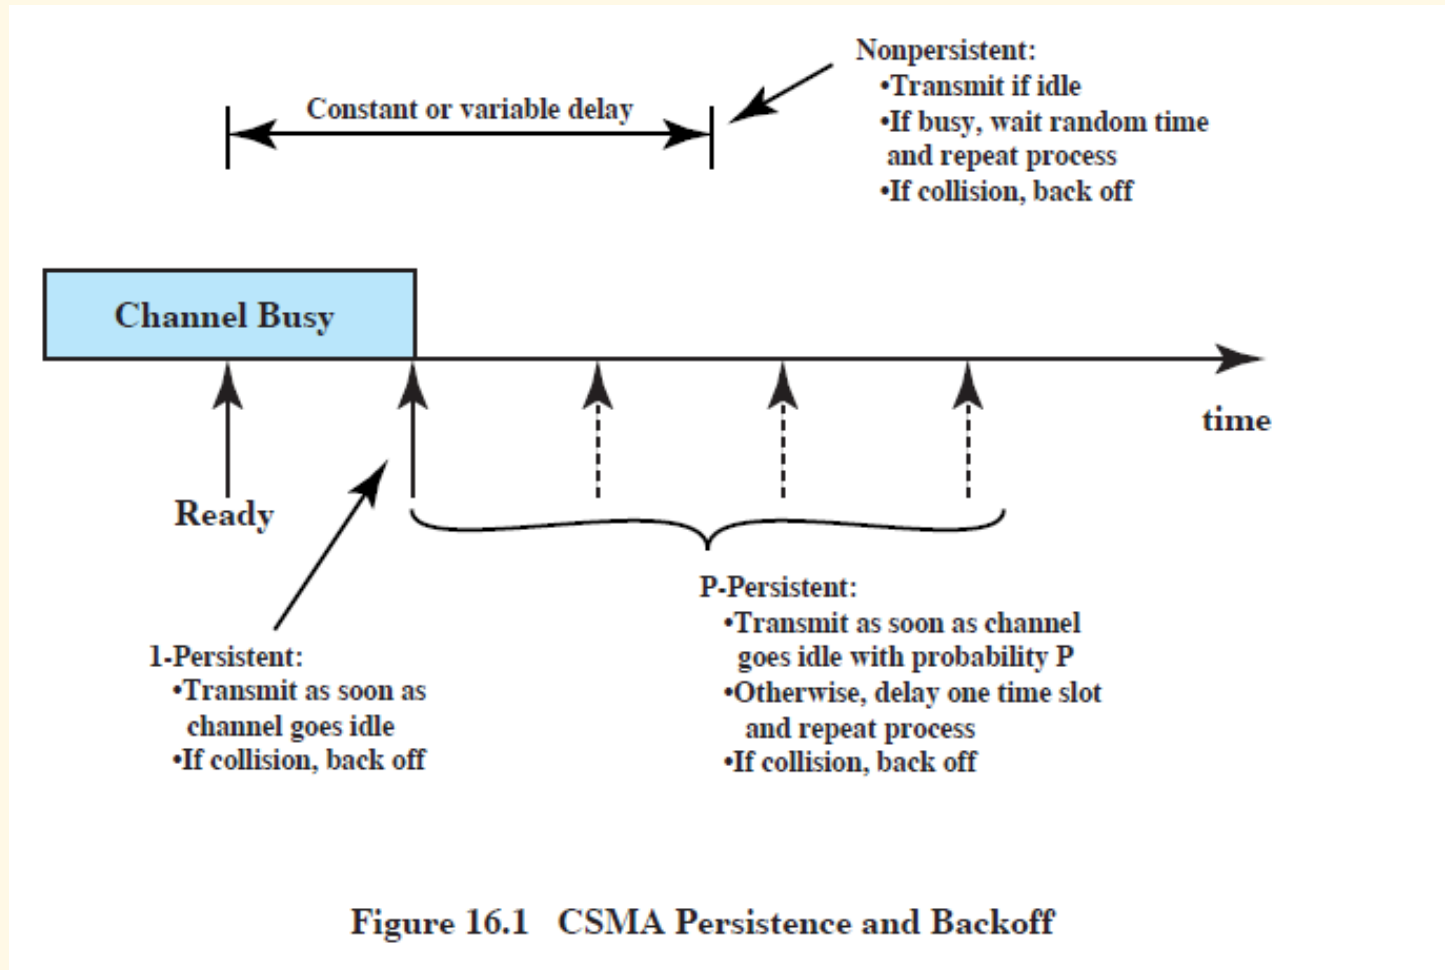 Nonpersistent:
•Transmit if idle
•If busy, wait random time
and repeat process
•If collision, back off
Constant or variable delay
Channel Busy
time
Ready
1-Persistent:
•Transmit as soon as
channel goes idle
•If collision, back off
P-Persistent:
•Transmit as soon as channel
goes idle with probability P
•Otherwise, delay one time slot
and repeat process
•If collision, back off
Figure 16.1 CSMA Persistence and Backoff